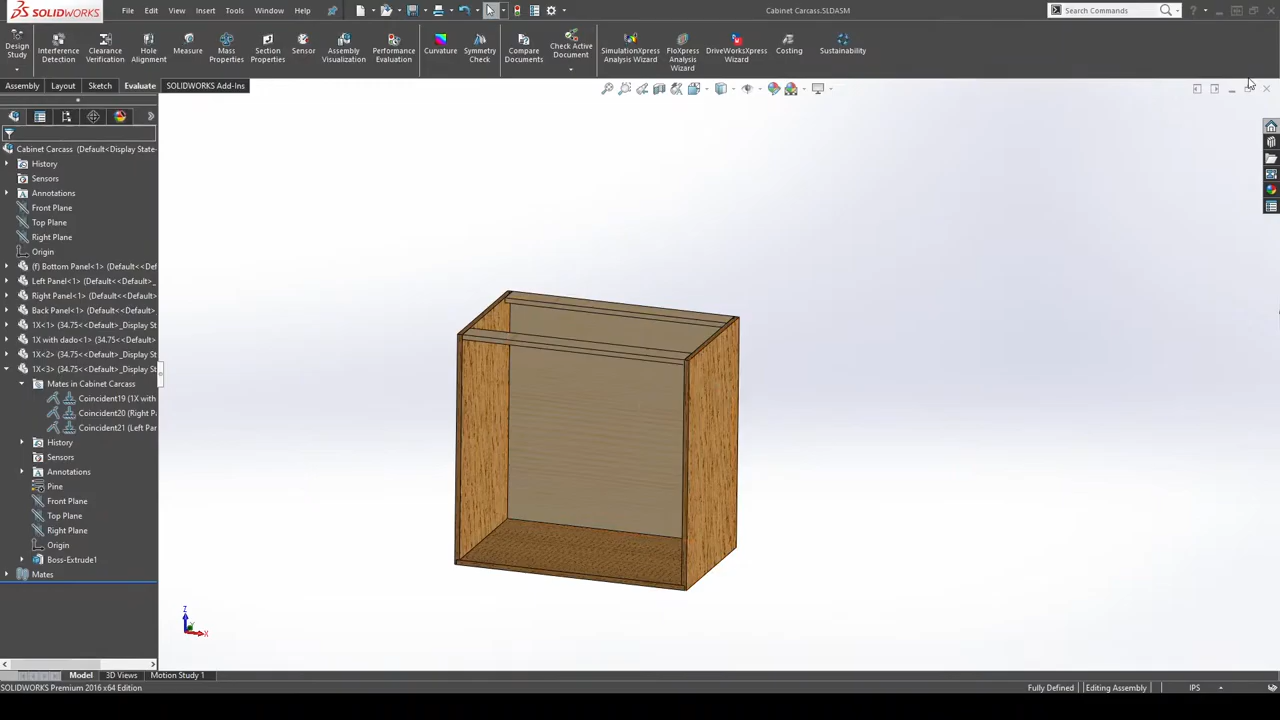 SOLIDWORKS
File Edit View Insert Tools Window Help
Cabinet Carcass.SLDASM
Search Commands
Design Study
Interference Detection
Clearance Verification
Hole Alignment
Measure
Mass Properties
Section Properties
Sensor
Assembly Visualization
Performance Evaluation
Curvature
Symmetry Check
Compare Documents
Check Active Document
SimulationXpress Analysis Wizard
FloXpress Analysis Wizard
DriveWorksXpress Wizard
Costing
Sustainability
Assembly Layout Sketch Evaluate SOLIDWORKS Add-Ins
Cabinet Carcass (Default<Display State-
History
Sensors
Annotations
Front Plane
Top Plane
Right Plane
Origin
(f) Bottom Panel<1> (Default<<Def
Left Panel<1> (Default<<Default>_
Right Panel<1> (Default<<Default>
Back Panel<1> (Default<<Default>
1X<1> (34.75<<Default>_Display St
1X with dado<1> (34.75<<Default>
1X<2> (34.75<<Default>_Display St
1X<3> (34.75<<Default>_Display St
Mates in Cabinet Carcass
Coincident19 (1X with
Coincident20 (Right P
Coincident21 (Left Par
History
Sensors
Annotations
Pine
Front Plane
Top Plane
Right Plane
Origin
Boss-Extrude1
Mates
Z
Y
X
Model 3D Views Motion Study 1
SOLIDWORKS Premium 2016 x64 Edition
Fully Defined Editing Assembly IPS